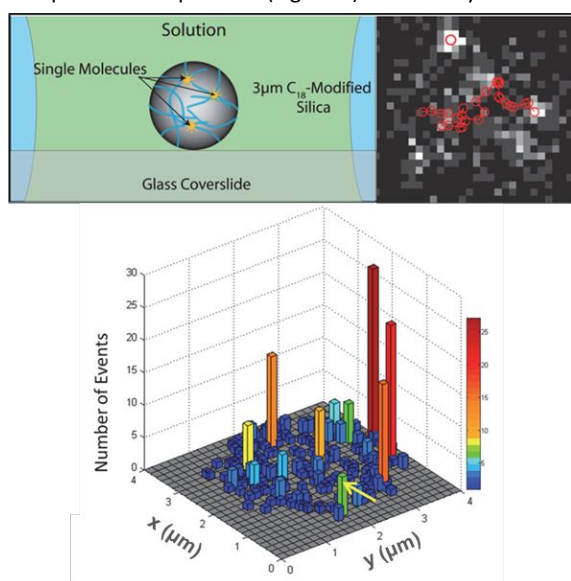 Solution
Single Molecules
3µm C18-Modified
Silica
Glass Coverslide
30
25
20
15
10
5
0
Number of Events
4
3
2
1
0
x (µm)
0
1
2
3
4
y (µm)
25
20
15
10
5